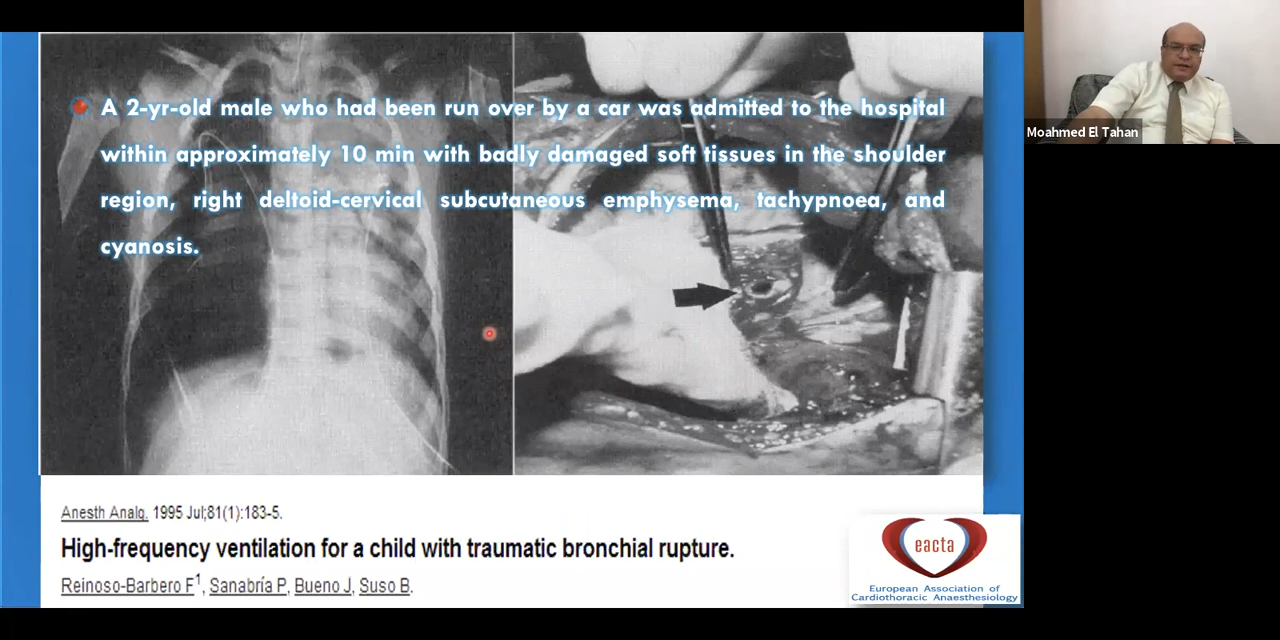 A 2-yr-old male who had been run over by a car was admitted to the hospital
within approximately 10 min with badly damaged soft tissues in the shoulder
region, right deltoid-cervical subcutaneous emphysema, tachypnoea, and
cyanosis.
Moahmed El Tahan
Anesth Analg. 1995 Jul;81(1):183-5.
High-frequency ventilation for a child with traumatic bronchial rupture.
Reinoso-Barbero F1, Sanabría P, Bueno J, Suso B.
eacta
European Association of
Cardiothoracic Anaesthesiology